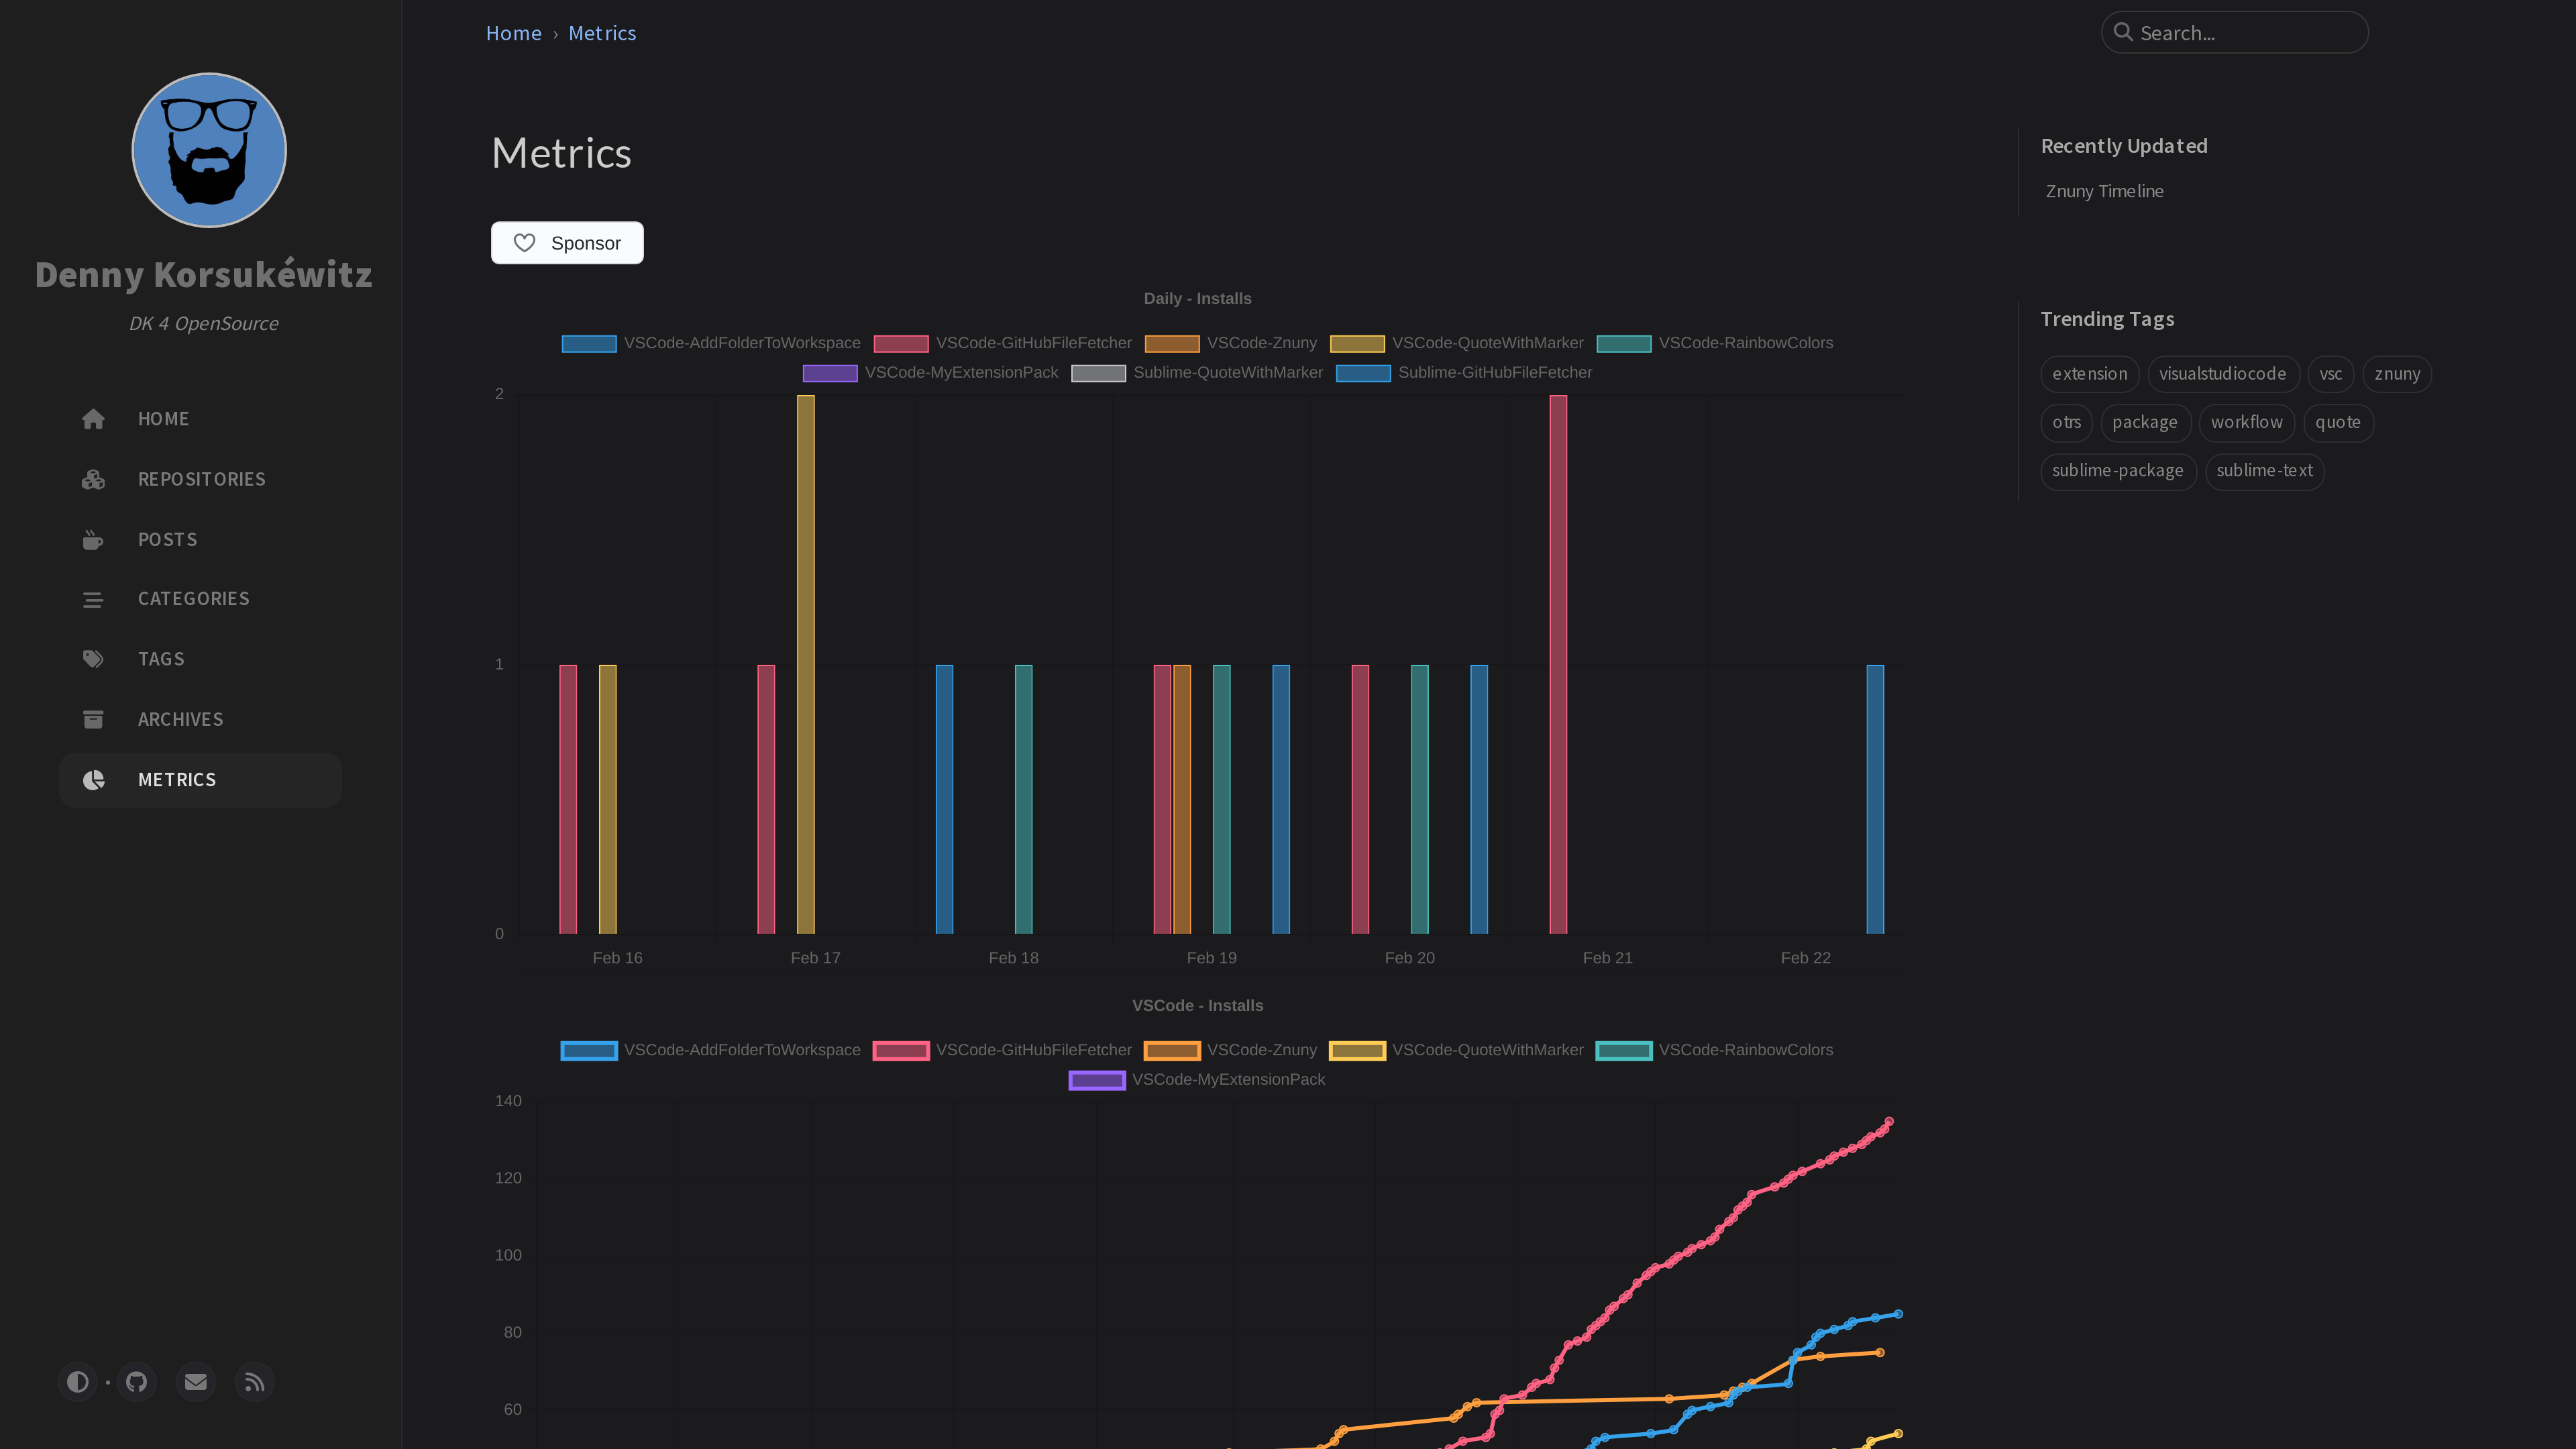 Denny Korsukéwitz
DK 4 OpenSource
HOME
REPOSITORIES
POSTS
CATEGORIES
TAGS
ARCHIVES
METRICS
Home › Metrics
Search...
Metrics
Sponsor
Daily - Installs
VSCode-AddFolderToWorkspace VSCode-GitHubFileFetcher VSCode-Znuny VSCode-QuoteWithMarker VSCode-RainbowColors
VSCode-MyExtensionPack Sublime-QuoteWithMarker Sublime-GitHubFileFetcher
2
1
0
Feb 16 Feb 17 Feb 18 Feb 19 Feb 20 Feb 21 Feb 22
VSCode - Installs
VSCode-AddFolderToWorkspace VSCode-GitHubFileFetcher VSCode-Znuny VSCode-QuoteWithMarker VSCode-RainbowColors
VSCode-MyExtensionPack
140
120
100
80
60
Recently Updated
Znuny Timeline
Trending Tags
extension visualstudiocode vsc znuny
otrs package workflow quote
sublime-package sublime-text